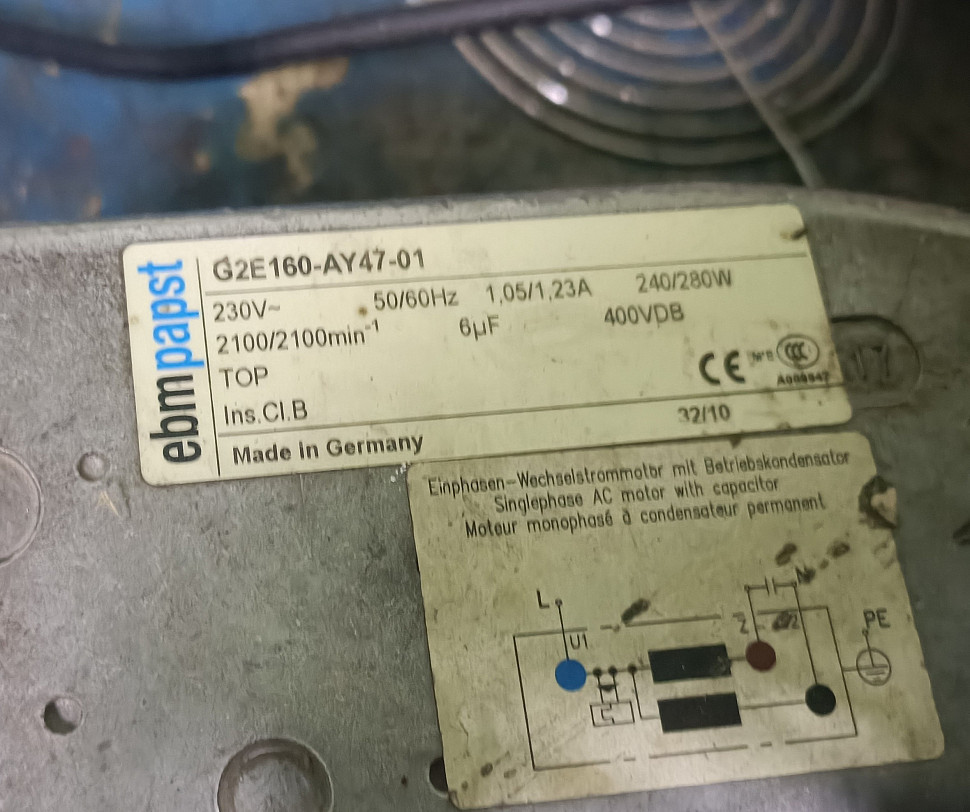 ebmpapst
G2E160-AY47-01
230V~ 50/60Hz 1,05/1,23A 240/280W
2100/2100min⁻¹ 6µF 400VDB
TOP
CE CCC
Ins.Cl.B 32/10
Made in Germany
171
Einphasen-Wechselstrommotor mit Betriebskondensator
Singlephase AC motor with capacitor
Moteur monophasé à condensateur permanent
L
U1
Z
PE